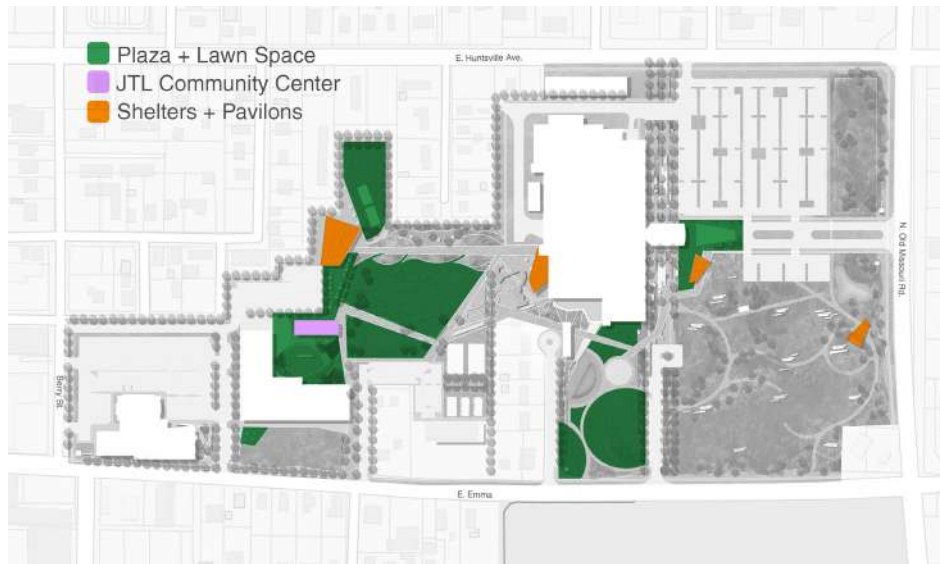 Plaza + Lawn Space
JTL Community Center
Shelters + Pavilons
E. Huntsville Ave.
N. Old Missouri Rd.
Berry St.
E. Emma